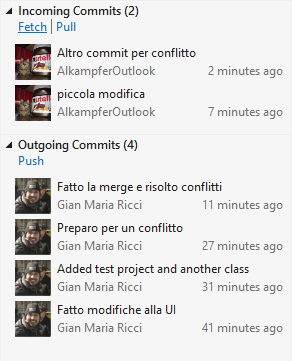 Incoming Commits (2)
Fetch | Pull
Altro commit per conflitto
AlkampferOutlook 2 minutes ago
piccola modifica
AlkampferOutlook 7 minutes ago
Outgoing Commits (4)
Push
Fatto la merge e risolto conflitti
Gian Maria Ricci 11 minutes ago
Preparo per un conflitto
Gian Maria Ricci 27 minutes ago
Added test project and another class
Gian Maria Ricci 31 minutes ago
Fatto modifiche alla UI
Gian Maria Ricci 41 minutes ago